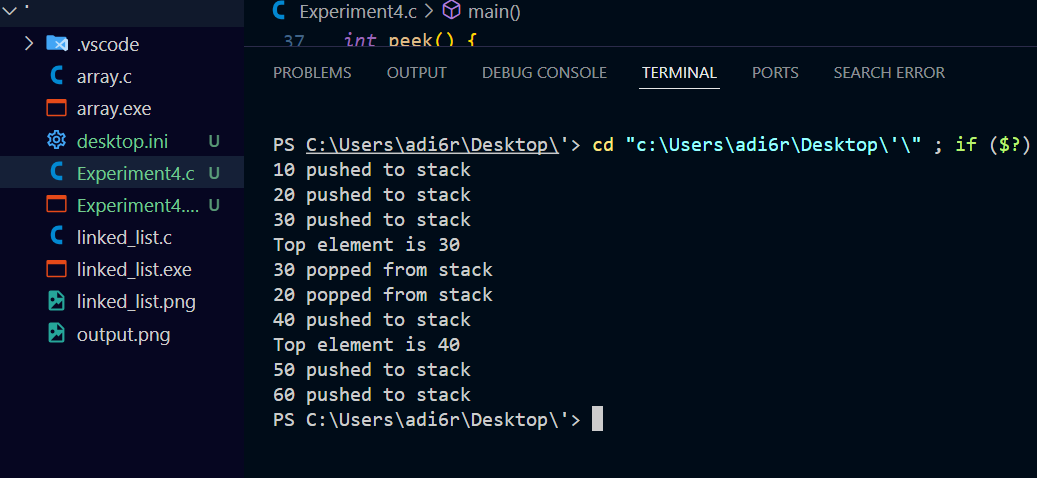 .vscode
array.c
array.exe
desktop.ini U
Experiment4.c U
Experiment4.... U
linked_list.c
linked_list.exe
linked_list.png
output.png
Experiment4.c > main()
37 int peek() {
PROBLEMS OUTPUT DEBUG CONSOLE TERMINAL PORTS SEARCH ERROR
PS C:\Users\adi6r\Desktop\'> cd "c:\Users\adi6r\Desktop\'\" ; if ($?)
10 pushed to stack
20 pushed to stack
30 pushed to stack
Top element is 30
30 popped from stack
20 popped from stack
40 pushed to stack
Top element is 40
50 pushed to stack
60 pushed to stack
PS C:\Users\adi6r\Desktop\'>